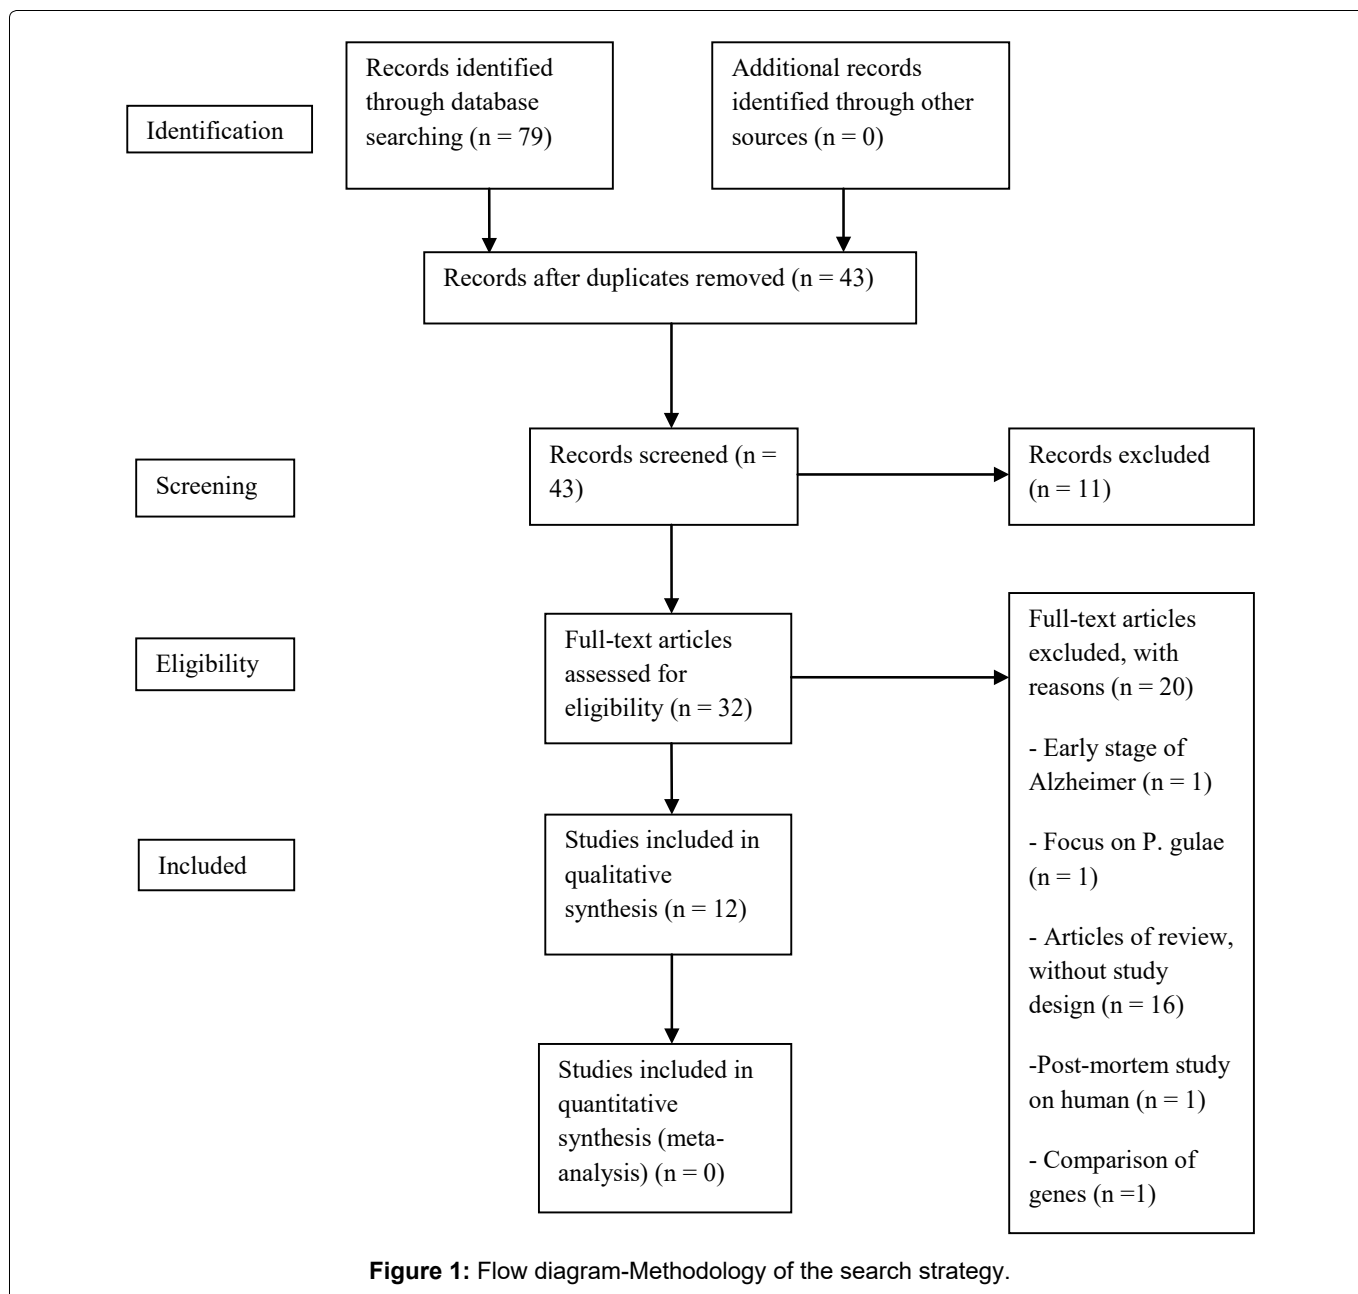 Identification
Records identified
through database
searching (n = 79)
Additional records
identified through other
sources (n = 0)
Records after duplicates removed (n = 43)
Screening
Records screened (n =
43)
Records excluded
(n = 11)
Eligibility
Full-text articles
assessed for
eligibility (n = 32)
Full-text articles
excluded, with
reasons (n = 20)
- Early stage of
Alzheimer (n = 1)
- Focus on P. gulae
(n = 1)
- Articles of review,
without study
design (n = 16)
-Post-mortem study
on human (n = 1)
- Comparison of
genes (n =1)
Included
Studies included in
qualitative
synthesis (n = 12)
Studies included in
quantitative
synthesis (meta-
analysis) (n = 0)
Figure 1: Flow diagram-Methodology of the search strategy.